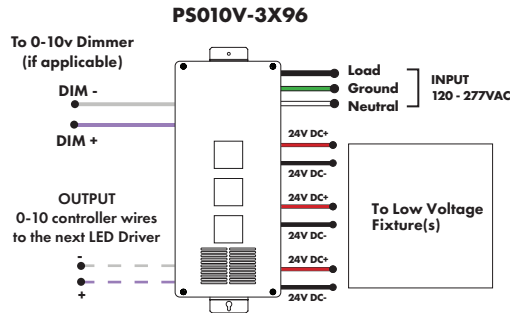 PS010V-3X96
To 0-10v Dimmer
(if applicable)
DIM -
DIM +
Load
Ground
Neutral
INPUT
120 - 277VAC
24V DC+
24V DC-
24V DC+
24V DC-
24V DC+
24V DC-
To Low Voltage
Fixture(s)
OUTPUT
0-10 controller wires
to the next LED Driver
-
+